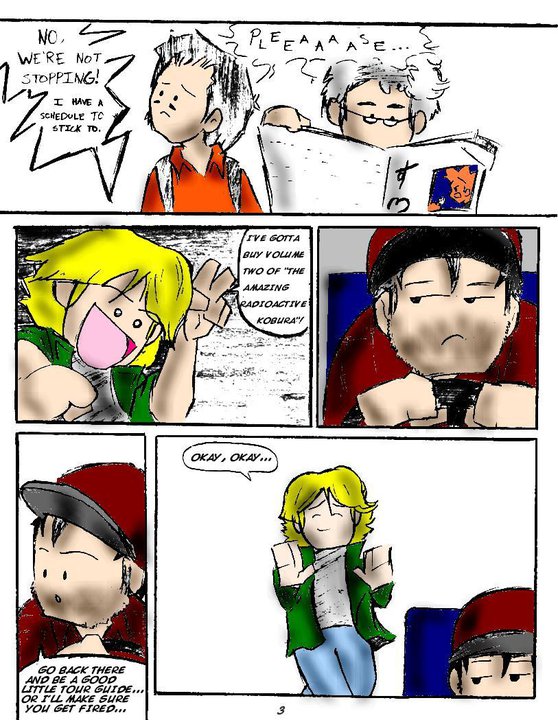 NO,
WE'RE NOT
STOPPING!
I HAVE A
SCHEDULE TO
STICK TO.
PLEEAAAASE...
I'VE GOTTA
BUY VOLUME
TWO OF "THE
AMAZING
RADIOACTIVE
KOBURA"!
GO BACK THERE
AND BE A GOOD
LITTLE TOUR GUIDE...
OR I'LL MAKE SURE
YOU GET FIRED...
OKAY, OKAY...
3